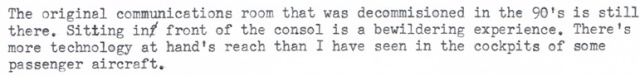 The original communications room that was decommisioned in the 90's is still
there. Sitting in front of the consol is a bewildering experience. There's
more technology at hand's reach than I have seen in the cockpits of some
passenger aircraft.